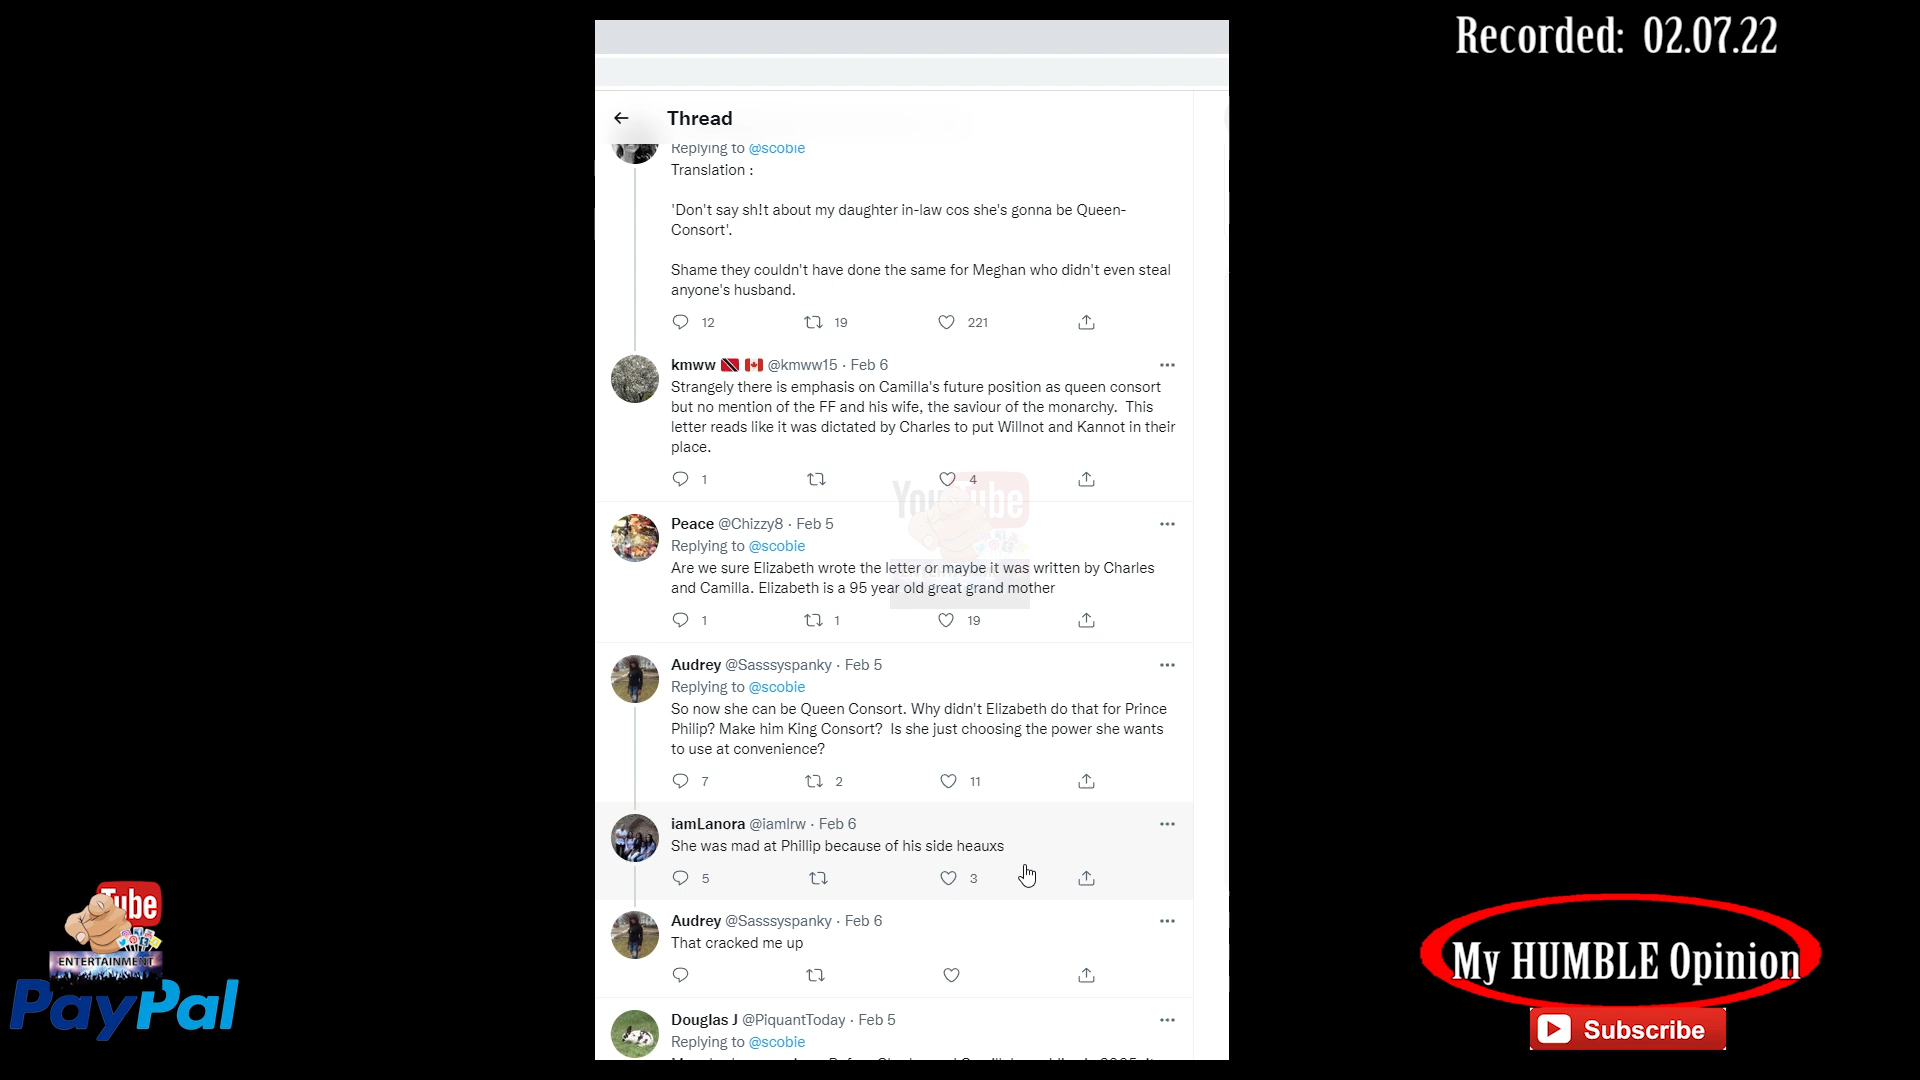 Recorded: 02.07.22
Thread
Replying to @scobie
Translation :
'Don't say sh!t about my daughter in-law cos she's gonna be Queen-
Consort'.
Shame they couldn't have done the same for Meghan who didn't even steal
anyone's husband.
12 19 221
kmww @kmww15 · Feb 6
Strangely there is emphasis on Camilla's future position as queen consort
but no mention of the FF and his wife, the saviour of the monarchy. This
letter reads like it was dictated by Charles to put Willnot and Kannot in their
place.
1 4
YouTube
Peace @Chizzy8 · Feb 5
Replying to @scobie
Are we sure Elizabeth wrote the letter or maybe it was written by Charles
and Camilla. Elizabeth is a 95 year old great grand mother
1 1 19
Audrey @Sasssyspanky · Feb 5
Replying to @scobie
So now she can be Queen Consort. Why didn't Elizabeth do that for Prince
Philip? Make him King Consort? Is she just choosing the power she wants
to use at convenience?
7 2 11
iamLanora @iamlrw · Feb 6
She was mad at Phillip because of his side heauxs
5 3
Audrey @Sasssyspanky · Feb 6
That cracked me up
Douglas J @PiquantToday · Feb 5
Replying to @scobie
Tube
ENTERTAINMENT
PayPal
My HUMBLE Opinion
Subscribe